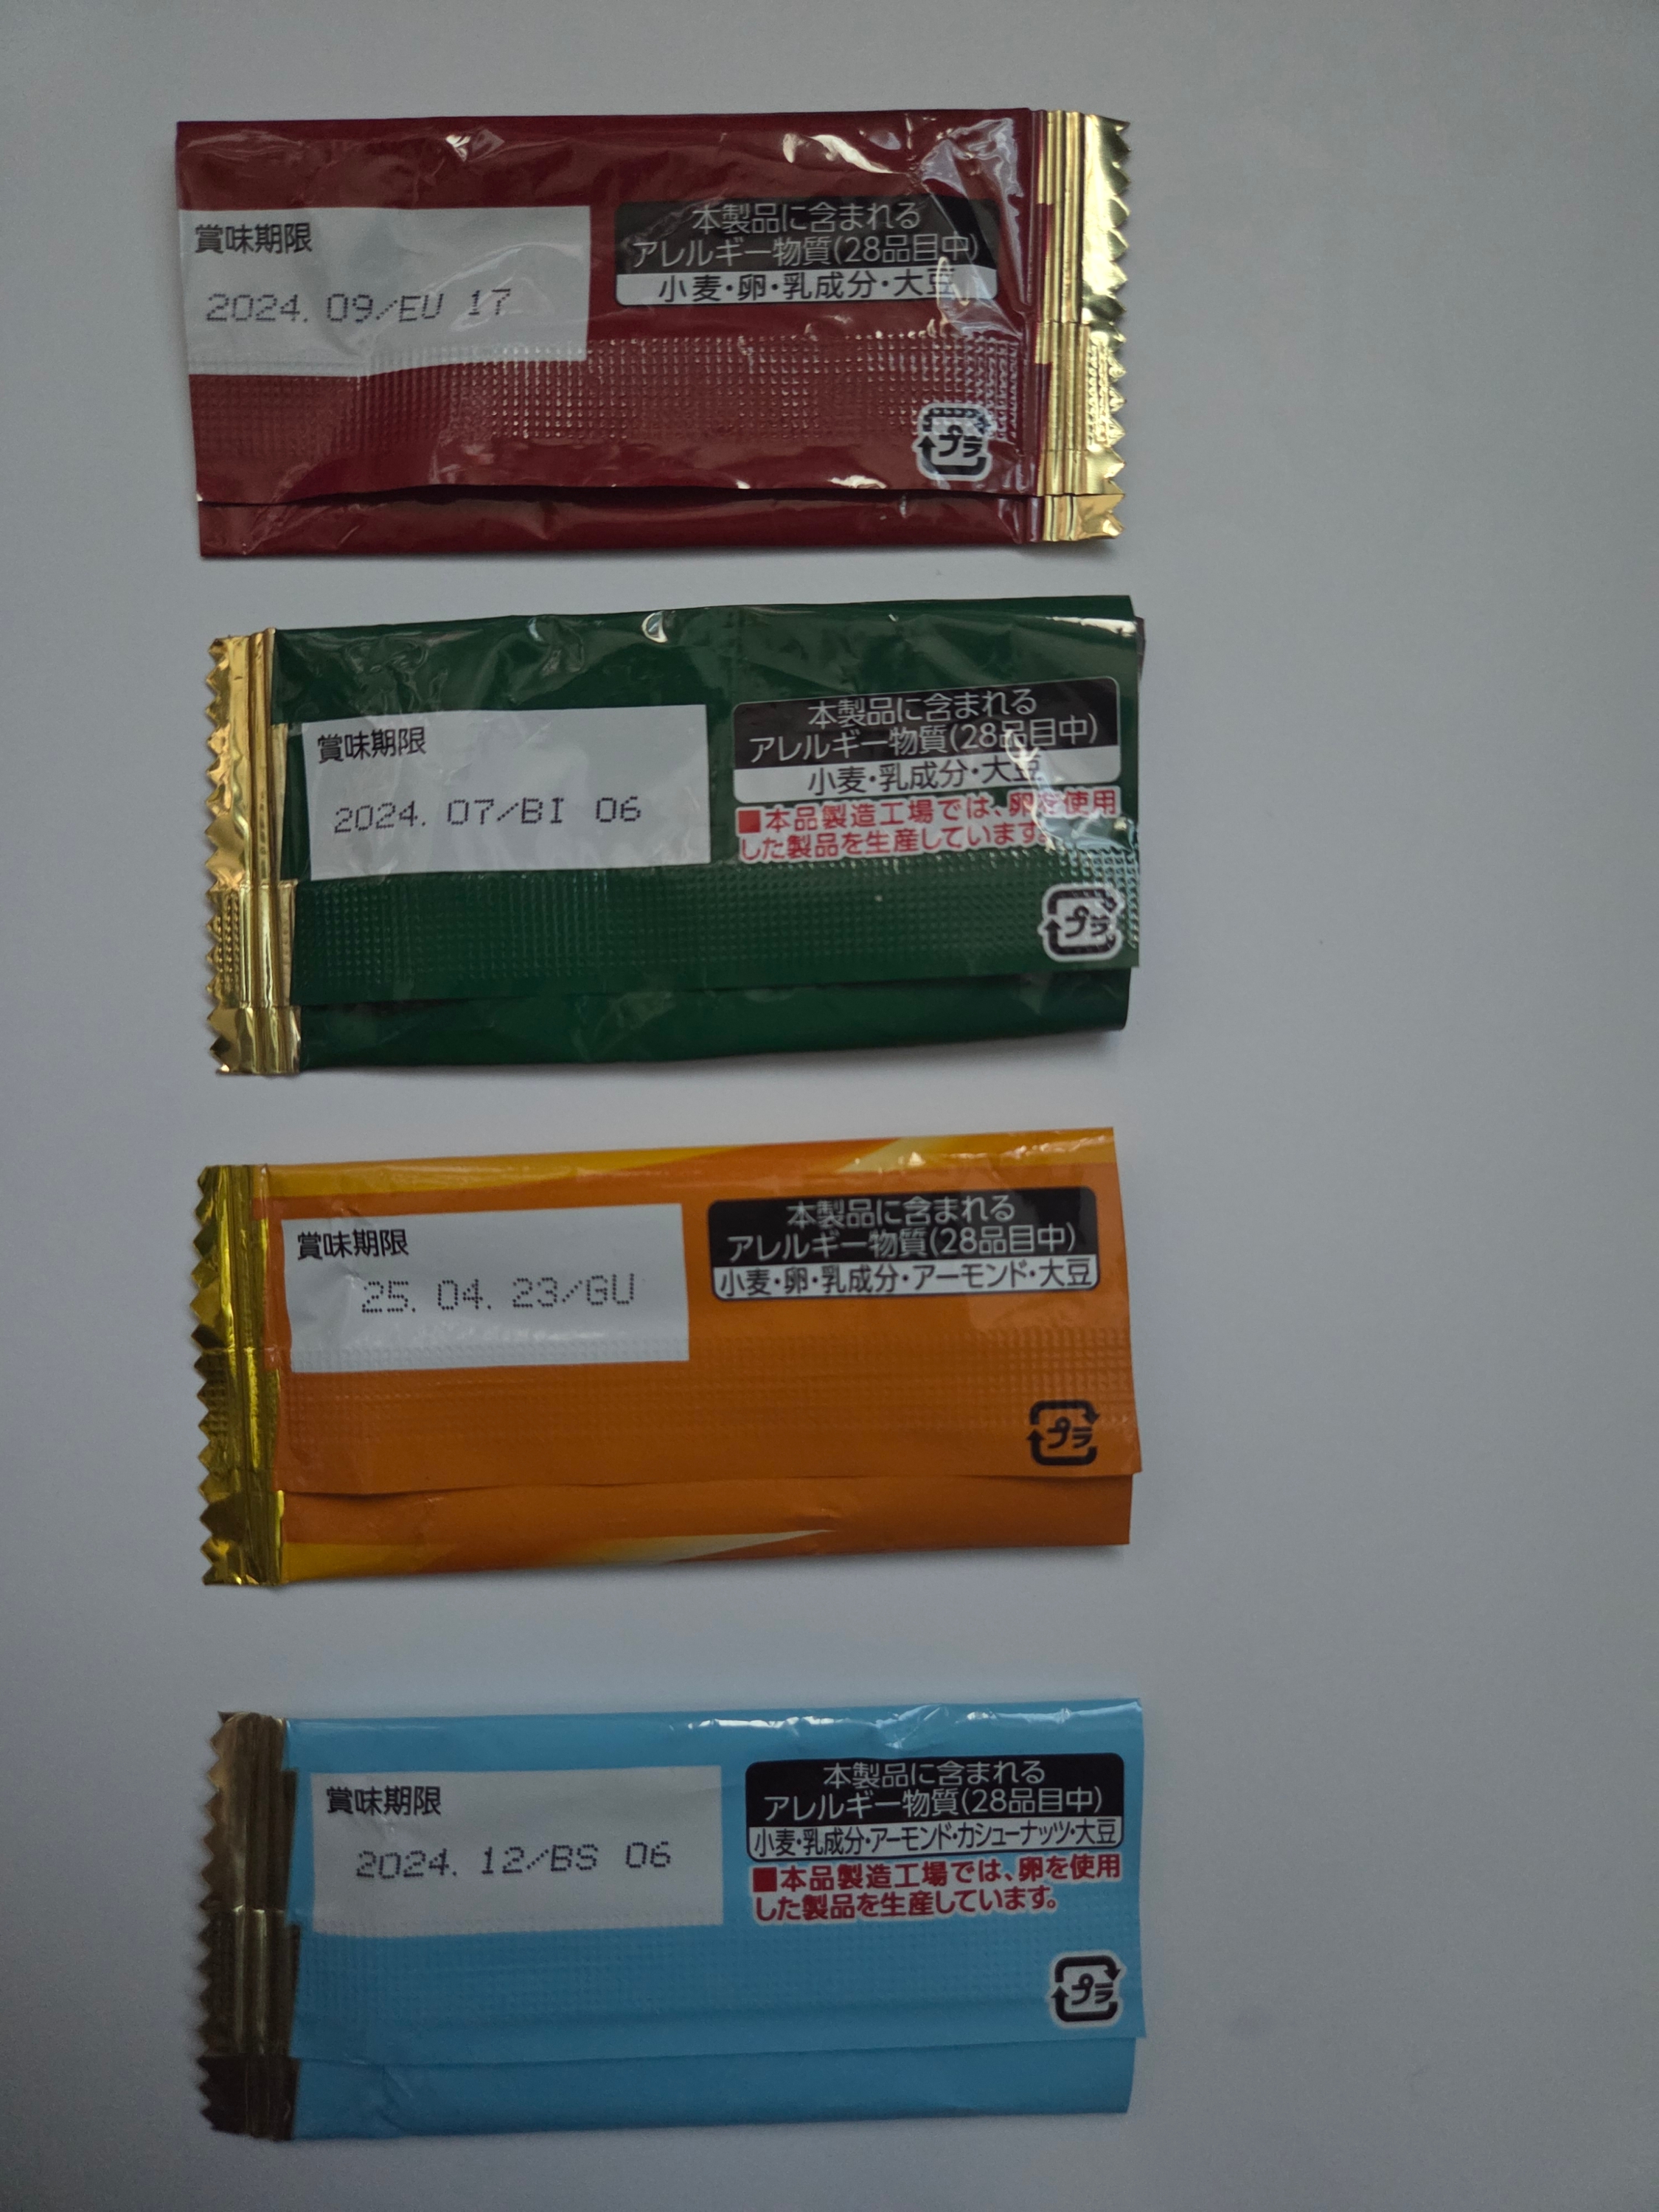 賞味期限
2024. 09/EU 17
本製品に含まれる
アレルギー物質(28品目中)
小麦・卵・乳成分・大豆
プラ
賞味期限
2024. 07/BI 06
本製品に含まれる
アレルギー物質(28品目中)
小麦・乳成分・大豆
■本品製造工場では、卵を使用
した製品を生産しています。
プラ
賞味期限
25. 04. 23/GU
本製品に含まれる
アレルギー物質(28品目中)
小麦・卵・乳成分・アーモンド・大豆
プラ
賞味期限
2024. 12/BS 06
本製品に含まれる
アレルギー物質(28品目中)
小麦・乳成分・アーモンド・カシューナッツ・大豆
■本品製造工場では、卵を使用
した製品を生産しています。
プラ